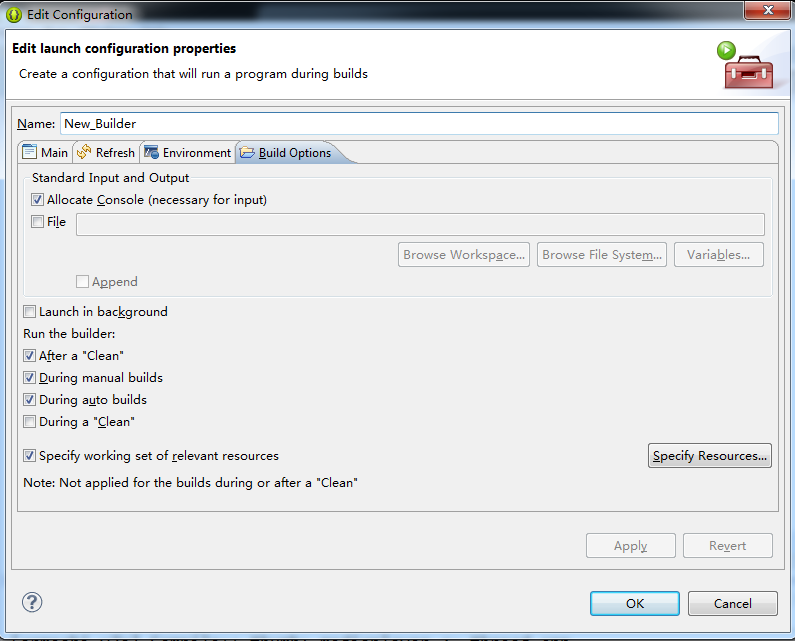 Edit Configuration
Edit launch configuration properties
Create a configuration that will run a program during builds
Name: New_Builder
Main Refresh Environment Build Options
Standard Input and Output
Allocate Console (necessary for input)
File
Browse Workspace... Browse File System... Variables...
Append
Launch in background
Run the builder:
After a "Clean"
During manual builds
During auto builds
During a "Clean"
Specify working set of relevant resources Specify Resources...
Note: Not applied for the builds during or after a "Clean"
Apply Revert
? OK Cancel